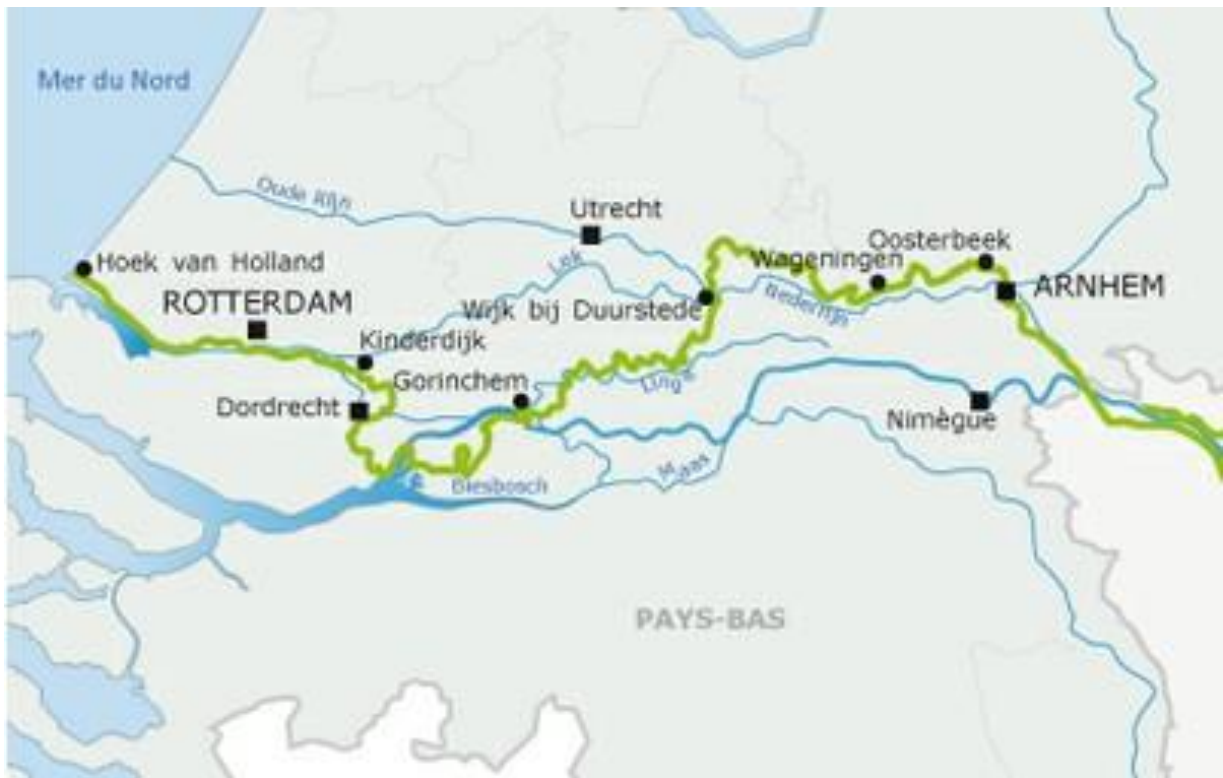 Mer du Nord
Oude Rijn
Utrecht
Oosterbeek
Wageningen
Hoek van Holland
Lek
ROTTERDAM
Wijk bij Duurstede
Nederrijn
ARNHEM
Kinderdijk
Gorinchem
Linge
Dordrecht
Nimègue
Maas
Biesbosch
PAYS-BAS